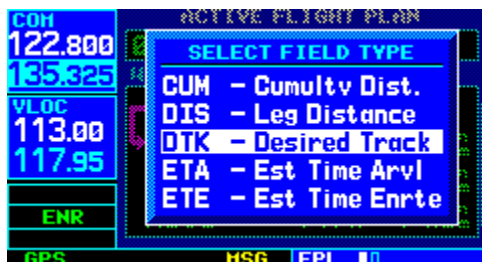 COM
122.800
135.325
VLOC
113.00
117.95
ENR
GPS
ACTIVE FLIGHT PLAN
SELECT FIELD TYPE
CUM – Cumultv Dist.
DIS – Leg Distance
DTK – Desired Track
ETA – Est Time Arvl
ETE – Est Time Enrte
MSG
FPL